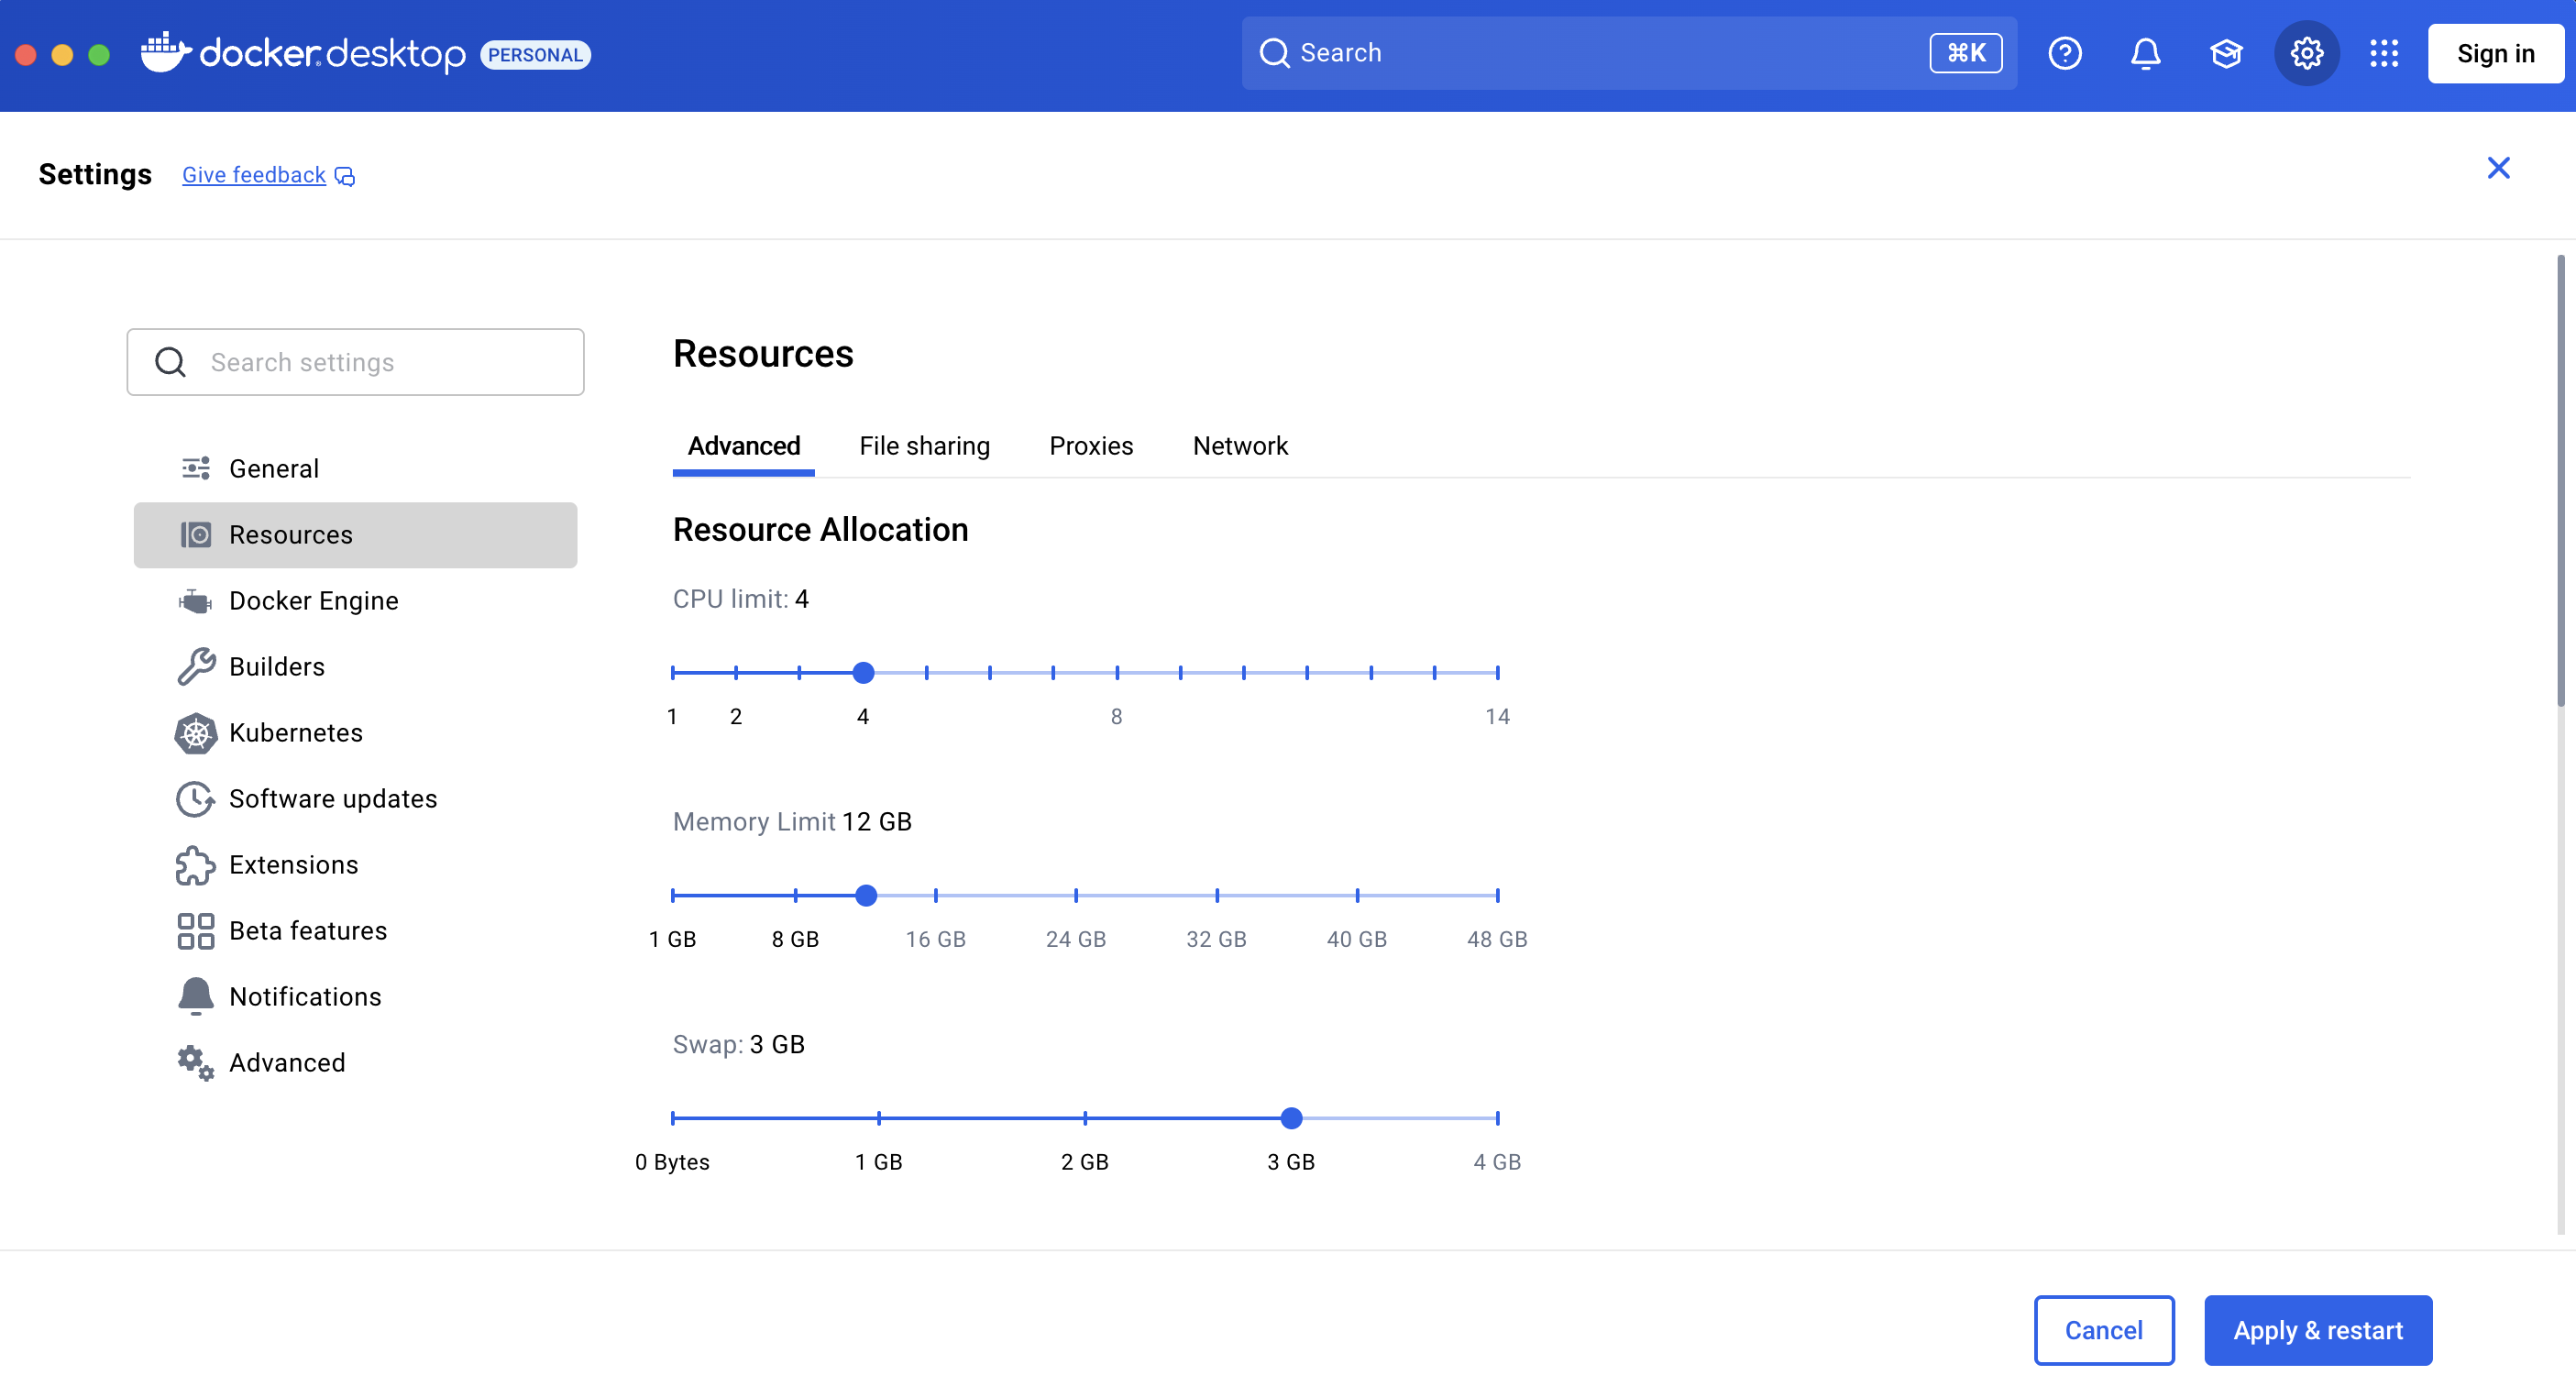 docker.desktop PERSONAL
Search ⌘K
Sign in
Settings Give feedback
Search settings
General
Resources
Docker Engine
Builders
Kubernetes
Software updates
Extensions
Beta features
Notifications
Advanced
Resources
Advanced File sharing Proxies Network
Resource Allocation
CPU limit: 4
1 2 4 8 14
Memory Limit 12 GB
1 GB 8 GB 16 GB 24 GB 32 GB 40 GB 48 GB
Swap: 3 GB
0 Bytes 1 GB 2 GB 3 GB 4 GB
Cancel Apply & restart